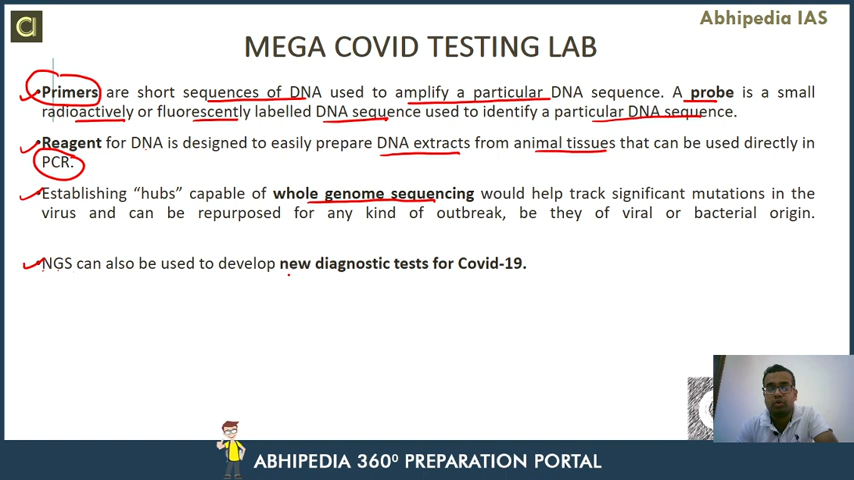 Abhipedia IAS
MEGA COVID TESTING LAB
Primers are short sequences of DNA used to amplify a particular DNA sequence. A probe is a small
radioactively or fluorescently labelled DNA sequence used to identify a particular DNA sequence.
Reagent for DNA is designed to easily prepare DNA extracts from animal tissues that can be used directly in
PCR.
Establishing “hubs” capable of whole genome sequencing would help track significant mutations in the
virus and can be repurposed for any kind of outbreak, be they of viral or bacterial origin.
NGS can also be used to develop new diagnostic tests for Covid-19.
ABHIPEDIA 360⁰ PREPARATION PORTAL